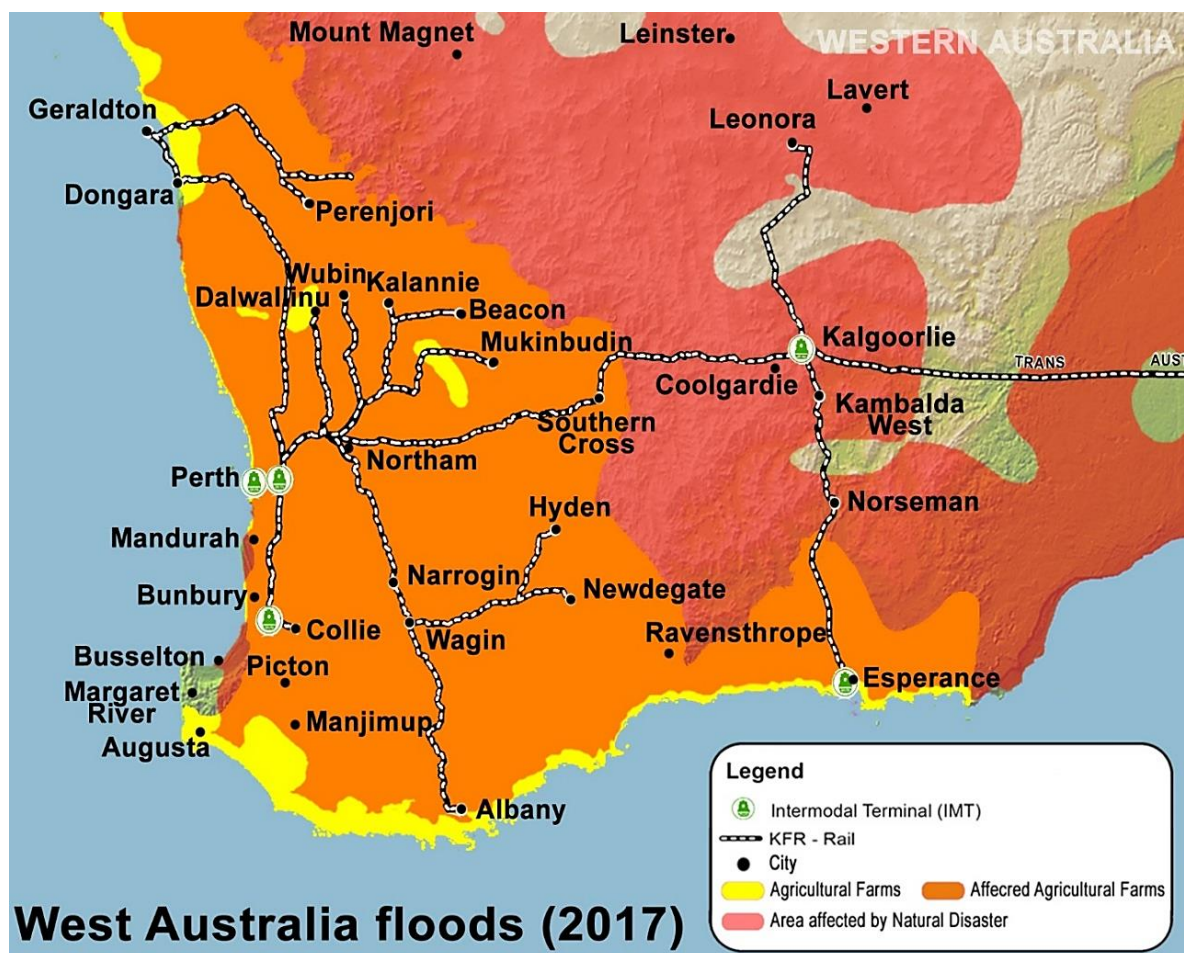 Mount Magnet
Leinster
WESTERN AUSTRALIA
Lavert
Geraldton
Leonora
Dongara
Perenjori
Wubin
Kalannie
Dalwallinu
Beacon
Mukinbudin
Kalgoorlie
TRANS
AUS
Coolgardie
Kambalda
West
Southern
Cross
Northam
Perth
Hyden
Norseman
Mandurah
Narrogin
Newdegate
Bunbury
Collie
Wagin
Ravensthrope
Busselton
Picton
Esperance
Margaret
River
Manjimup
Augusta
Albany
Legend
Intermodal Terminal (IMT)
KFR - Rail
City
Agricultural Farms
Affecred Agricultural Farms
Area affected by Natural Disaster
West Australia floods (2017)